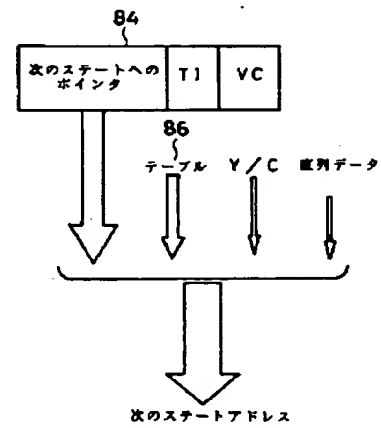 84
次のステートへの
ポインタ
TI
VC
86
テーブル
Y/C
直列データ
次のステートアドレス